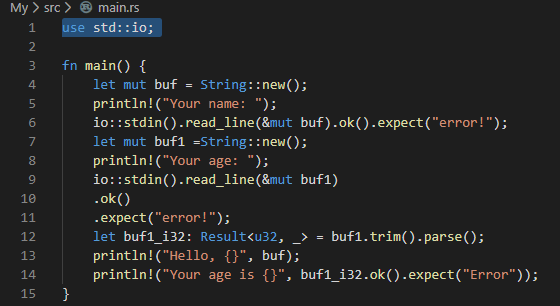 My > src > main.rs
1 use std::io;
2
3 fn main() {
4 let mut buf = String::new();
5 println!("Your name: ");
6 io::stdin().read_line(&mut buf).ok().expect("error!");
7 let mut buf1 =String::new();
8 println!("Your age: ");
9 io::stdin().read_line(&mut buf1)
10 .ok()
11 .expect("error!");
12 let buf1_i32: Result<u32, _> = buf1.trim().parse();
13 println!("Hello, {}", buf);
14 println!("Your age is {}", buf1_i32.ok().expect("Error"));
15 }